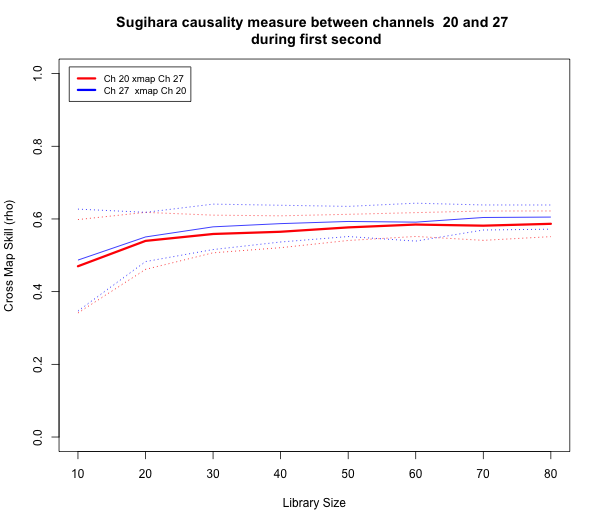 Sugihara causality measure between channels  20 and 27
during first second
Ch 20 xmap Ch 27
Ch 27  xmap Ch 20
Cross Map Skill (rho)
1.0
0.8
0.6
0.4
0.2
0.0
10 20 30 40 50 60 70 80
Library Size